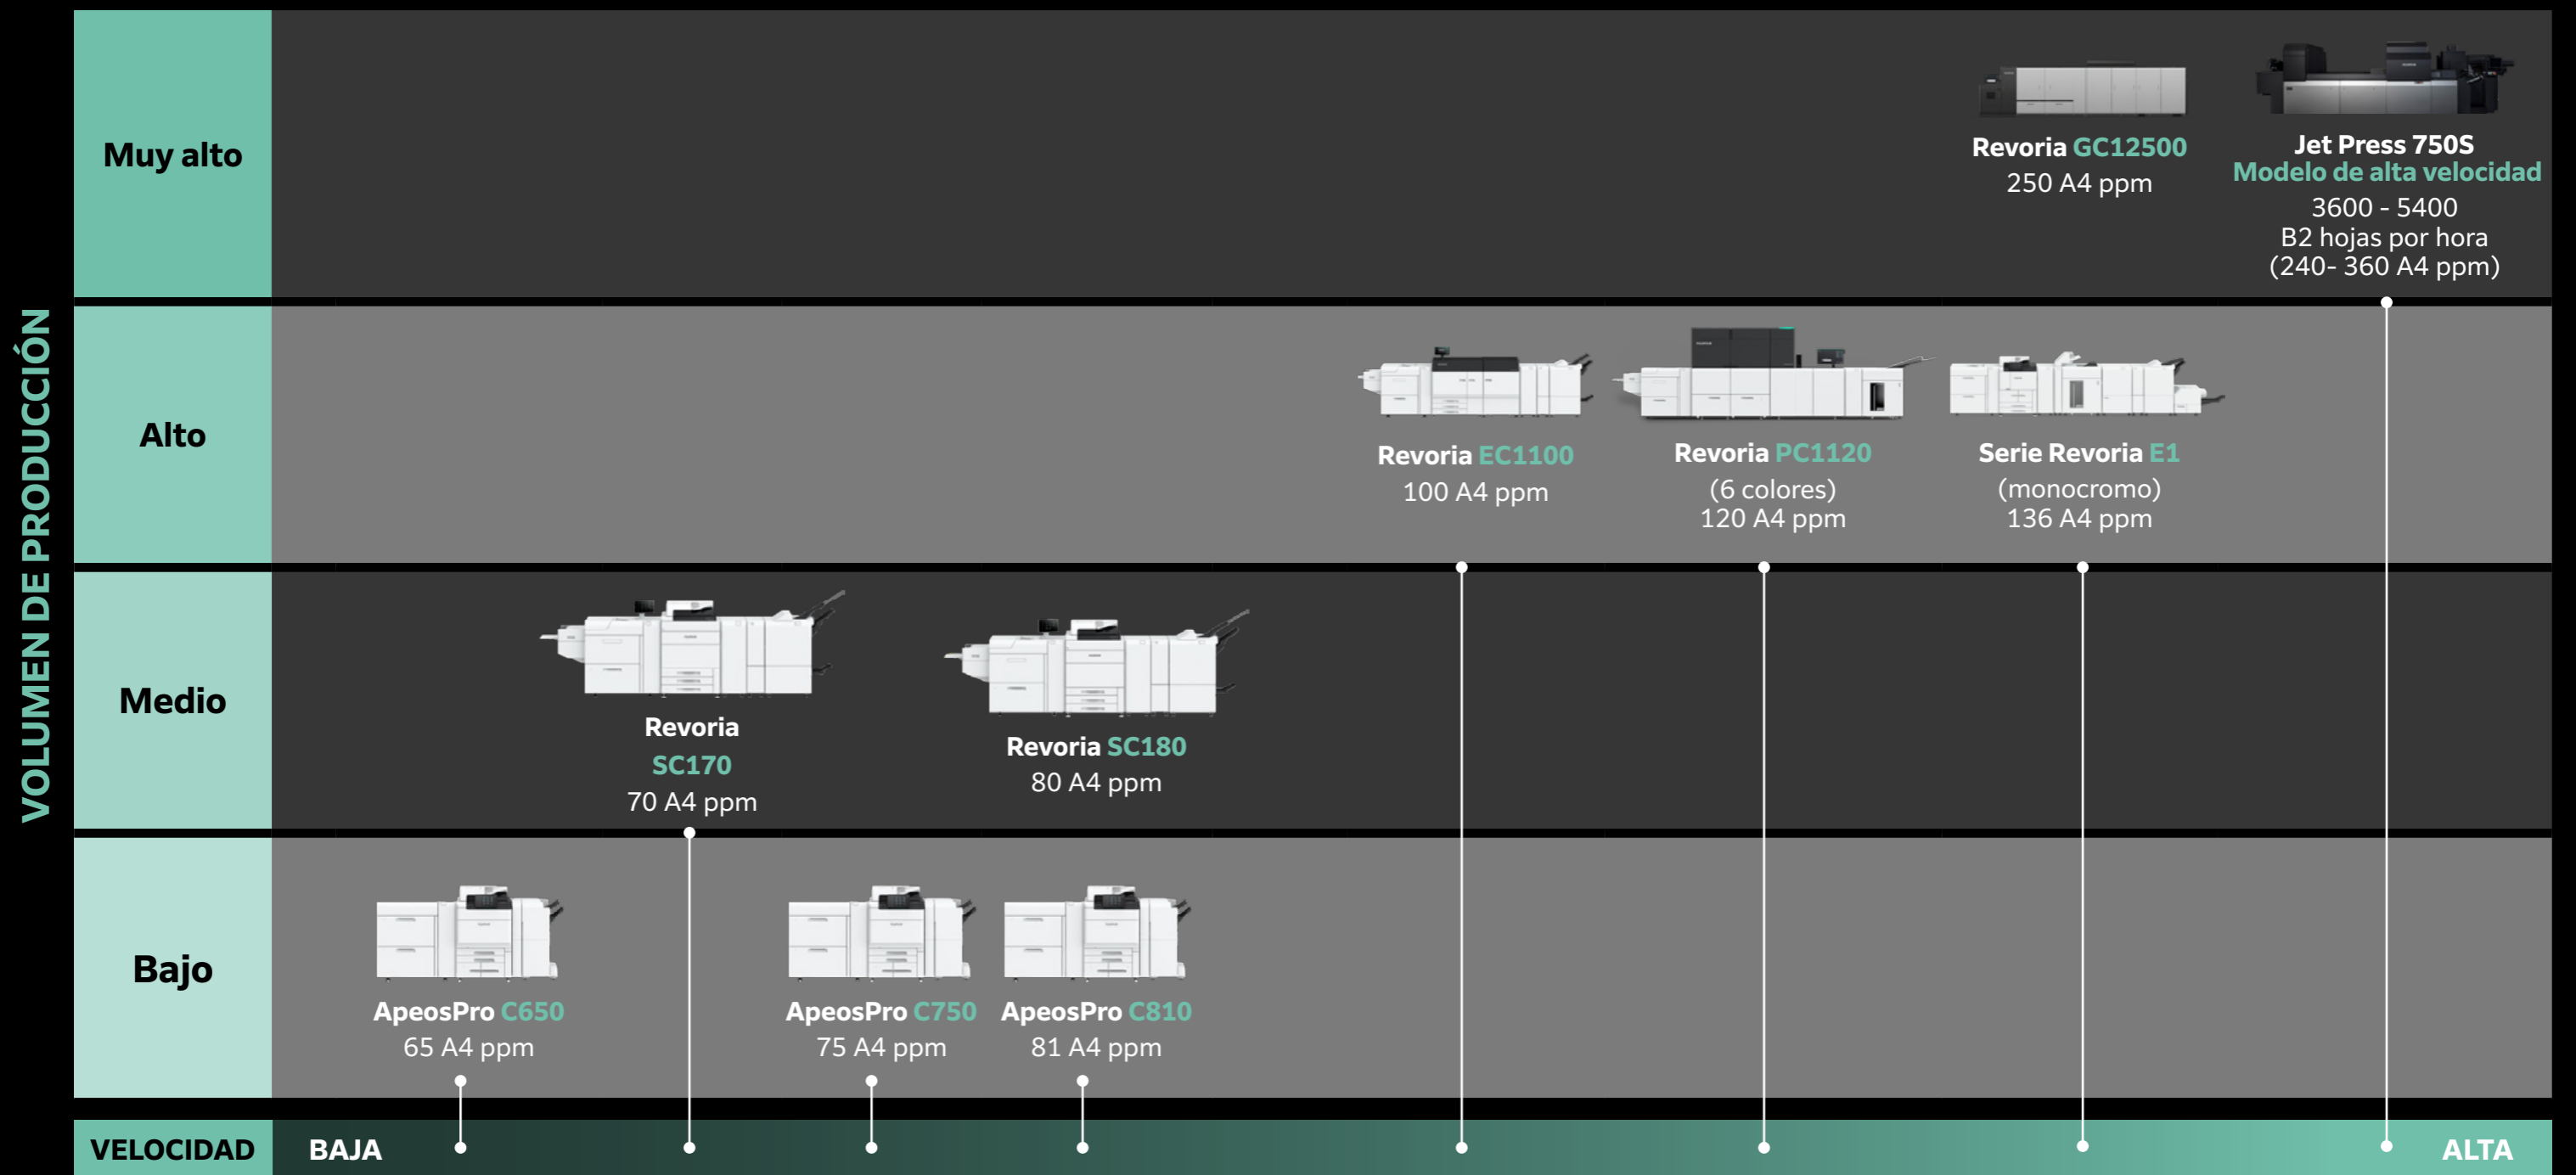 VOLUMEN DE PRODUCCIÓN
Muy alto
Revoria GC12500
250 A4 ppm
Jet Press 750S
Modelo de alta velocidad
3600 - 5400
B2 hojas por hora
(240- 360 A4 ppm)
Alto
Revoria EC1100
100 A4 ppm
Revoria PC1120
(6 colores)
120 A4 ppm
Serie Revoria E1
(monocromo)
136 A4 ppm
Medio
Revoria
SC170
70 A4 ppm
Revoria SC180
80 A4 ppm
Bajo
ApeosPro C650
65 A4 ppm
ApeosPro C750
75 A4 ppm
ApeosPro C810
81 A4 ppm
VELOCIDAD
BAJA
ALTA